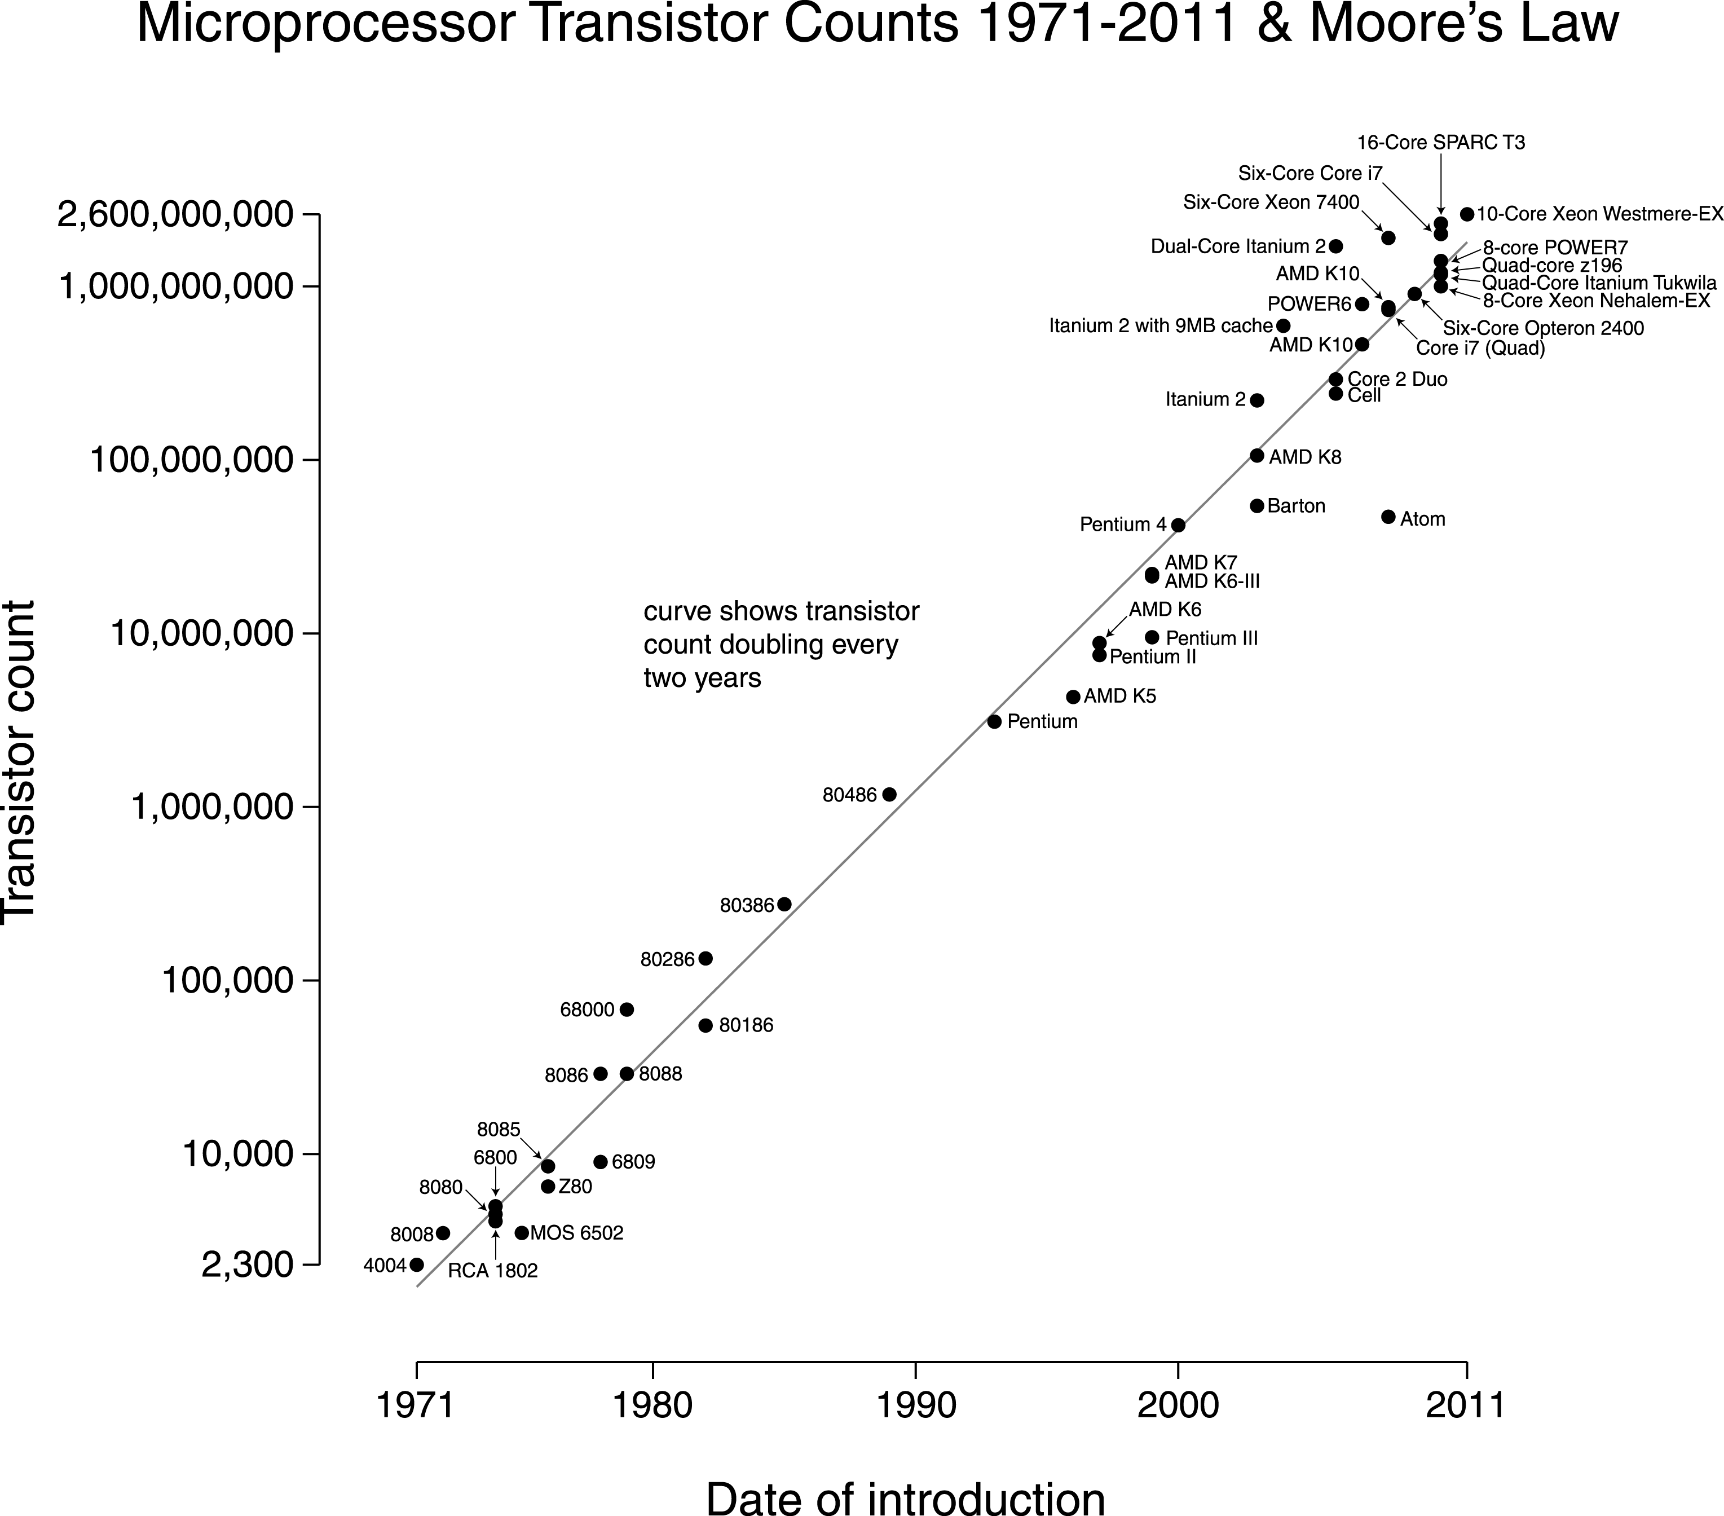 Microprocessor Transistor Counts 1971-2011 & Moore’s Law
16-Core SPARC T3
Six-Core Core i7
Six-Core Xeon 7400
2,600,000,000
10-Core Xeon Westmere-EX
Dual-Core Itanium 2
8-core POWER7
Quad-core z196
AMD K10
Quad-Core Itanium Tukwila
1,000,000,000
8-Core Xeon Nehalem-EX
POWER6
Itanium 2 with 9MB cache
Six-Core Opteron 2400
AMD K10
Core i7 (Quad)
Core 2 Duo
Cell
Itanium 2
100,000,000
AMD K8
Barton
Atom
Pentium 4
AMD K7
AMD K6-III
AMD K6
curve shows transistor
count doubling every
two years
10,000,000
Pentium III
Pentium II
AMD K5
Pentium
Transistor count
80486
1,000,000
80386
80286
100,000
68000
80186
8086
8088
8085
10,000
6800
6809
8080
Z80
8008
MOS 6502
4004
2,300
RCA 1802
1971
1980
1990
2000
2011
Date of introduction